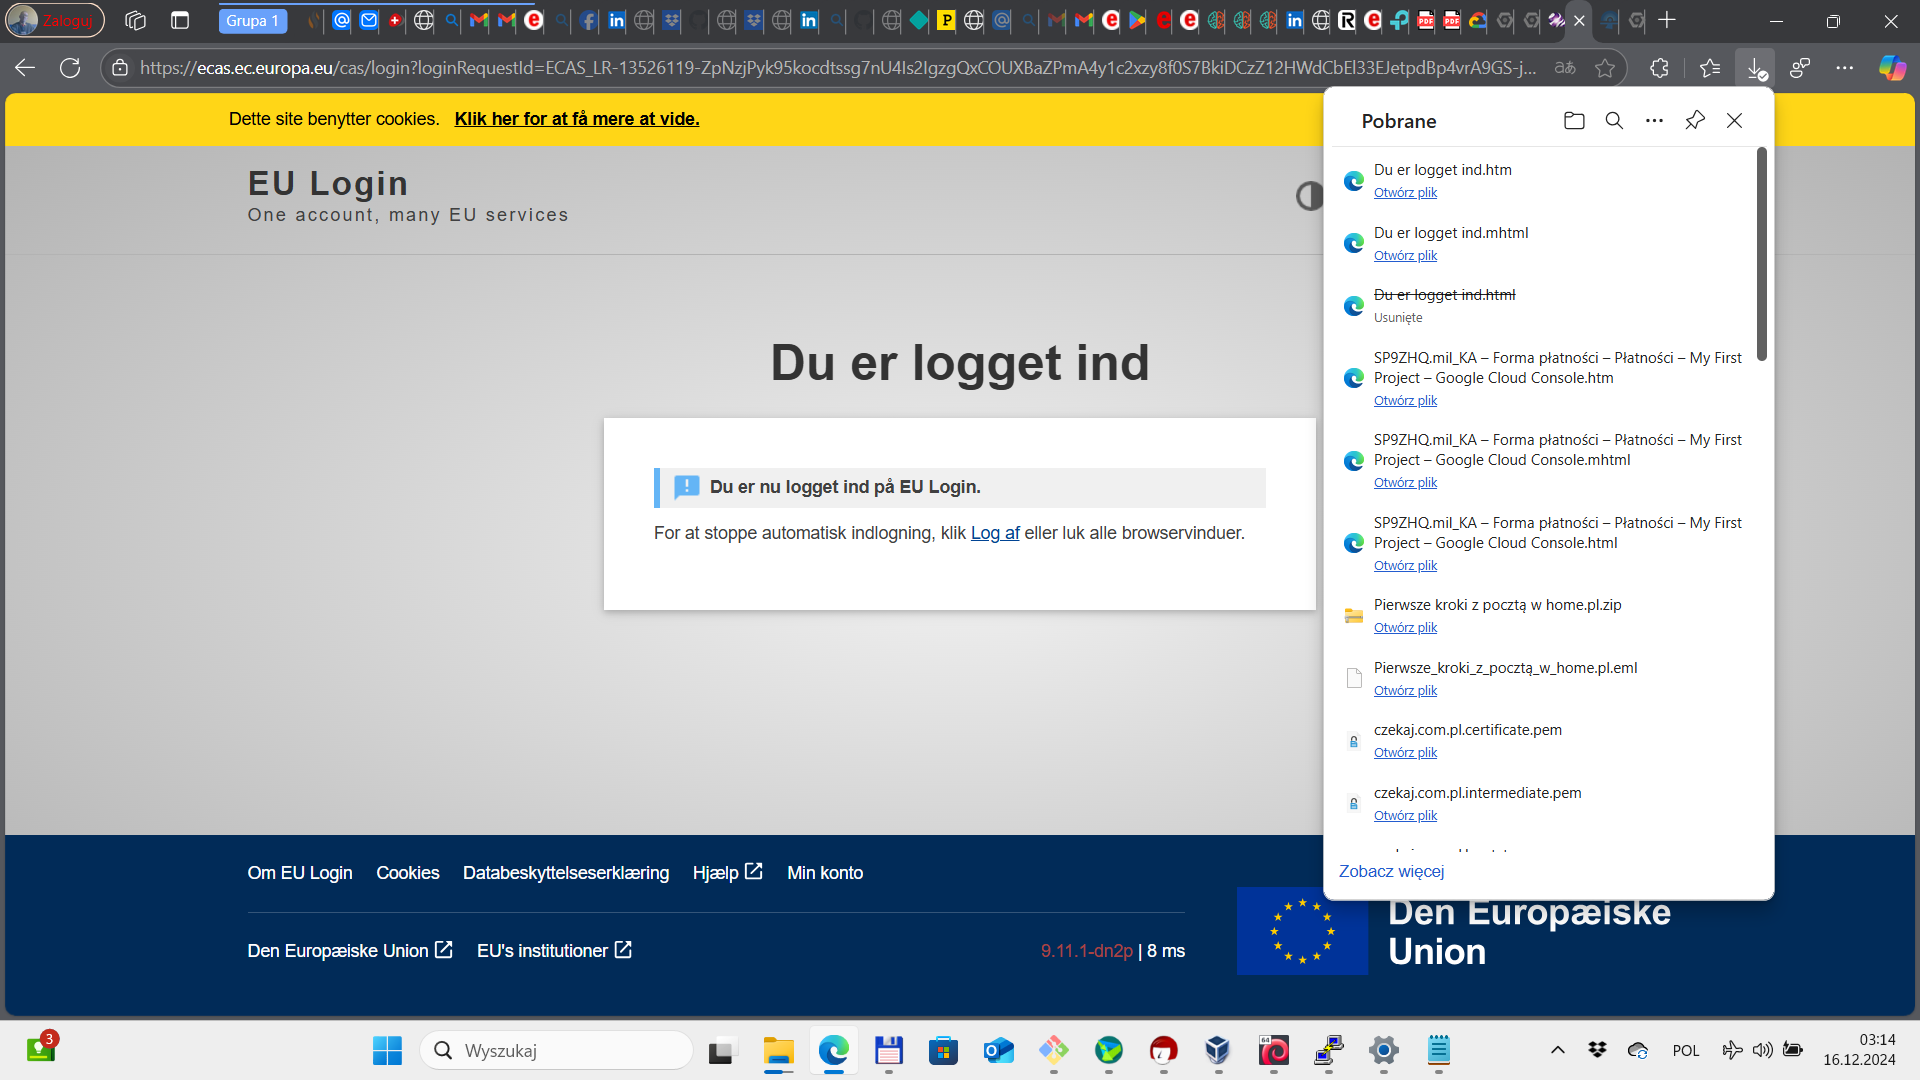 Zaloguj
Grupa 1
https://ecas.ec.europa.eu/cas/login?loginRequestId=ECAS_LR-13526119-ZpNzjPyk95kocdtssg7nU4Is2IgzgQxCOUXBaZPmA4y1c2xzy8f0S7BkiDCzZ12HWdCbEl33EJetpdBp4vrA9GS-j...
Dette site benytter cookies. Klik her for at få mere at vide.
EU Login
One account, many EU services
Du er logget ind
Du er nu logget ind på EU Login.
For at stoppe automatisk indlogning, klik Log af eller luk alle browservinduer.
Pobrane
Du er logget ind.htm
Otwórz plik
Du er logget ind.mhtml
Otwórz plik
Du er logget ind.html
Usunięte
SP9ZHQ.mil_KA – Forma płatności – Płatności – My First
Project – Google Cloud Console.htm
Otwórz plik
SP9ZHQ.mil_KA – Forma płatności – Płatności – My First
Project – Google Cloud Console.mhtml
Otwórz plik
SP9ZHQ.mil_KA – Forma płatności – Płatności – My First
Project – Google Cloud Console.html
Otwórz plik
Pierwsze kroki z pocztą w home.pl.zip
Otwórz plik
Pierwsze_kroki_z_pocztą_w_home.pl.eml
Otwórz plik
czekaj.com.pl.certificate.pem
Otwórz plik
czekaj.com.pl.intermediate.pem
Otwórz plik
Zobacz więcej
Om EU Login Cookies Databeskyttelseserklæring Hjælp Min konto
Den Europæiske Union EU's institutioner
9.11.1-dn2p | 8 ms
Den Europæiske
Union
3
Wyszukaj
POL
03:14
16.12.2024